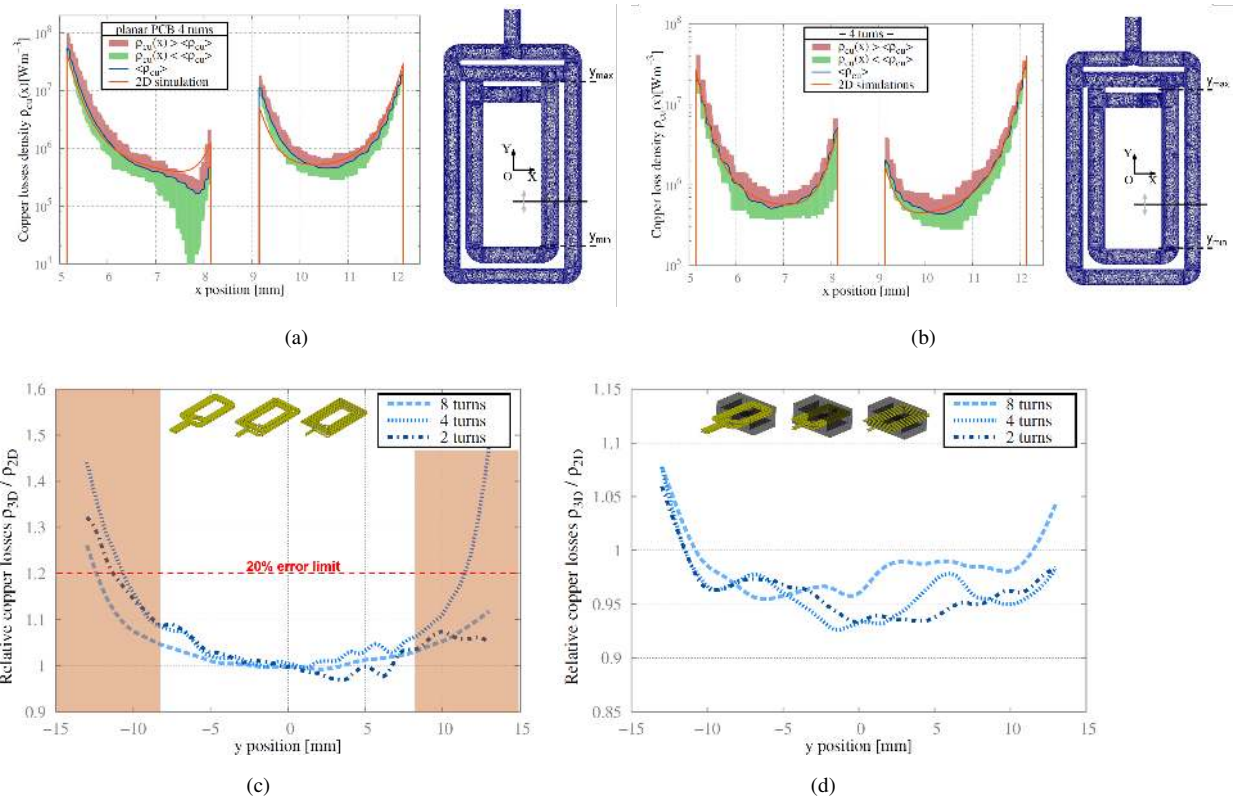 planar PCB 4 turns
ρcu(x) > <ρcu>
ρcu(x) < <ρcu>
<ρcu>
2D simulation
Copper losses density ρcu(x)[Wm⁻³]
10⁸
10⁷
10⁶
10⁵
5 6 7 8 9 10 11 12
x position [mm]
ymax
Y
O X
ymin
(a)
– 4 turns –
ρcu(x) > <ρcu>
ρcu(x) < <ρcu>
<ρcu>
2D simulations
Copper loss density ρcu(x)[Wm⁻³]
10⁸
10⁷
10⁶
10⁵
5 6 7 8 9 10 11 12
x position [mm]
ymax
Y
O X
ymin
(b)
8 turns
4 turns
2 turns
20% error limit
Relative copper losses ρ3D / ρ2D
1.6
1.5
1.4
1.3
1.2
1.1
1
0.9
−15 −10 −5 0 5 10 15
y position [mm]
(c)
8 turns
4 turns
2 turns
Relative copper losses ρ3D / ρ2D
1.15
1.1
1.05
1
0.95
0.9
0.85
−15 −10 −5 0 5 10 15
y position [mm]
(d)